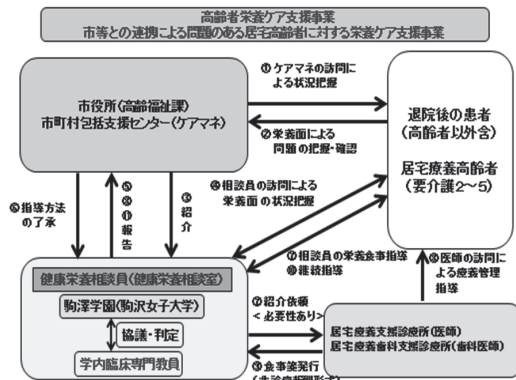 高齢者栄養ケア支援事業
市等との連携による問題のある居宅高齢者に対する栄養ケア支援事業
①ケアマネの訪問に
よる状況把握
市役所(高齢福祉課)
市町村包括支援センター(ケアマネ)
②栄養面による
問題の把握・確認
退院後の患者
(高齢者以外含)
居宅療養高齢者
(要介護2〜5)
指導方法
の了承
報告
③紹介
④相談員の訪問による
栄養面の状況把握
⑦相談員の栄養食事指導
継続指導
医師の訪問に
よる療養管理
指導
健康栄養相談員(健康栄養相談室)
駒澤学園(駒沢女子大学)
協議・判定
学内臨床専門教員
紹介依頼
<必要性あり>
居宅療養支援診療所(医師)
居宅療養歯科支援診療所(歯科医師)
食事箋発行